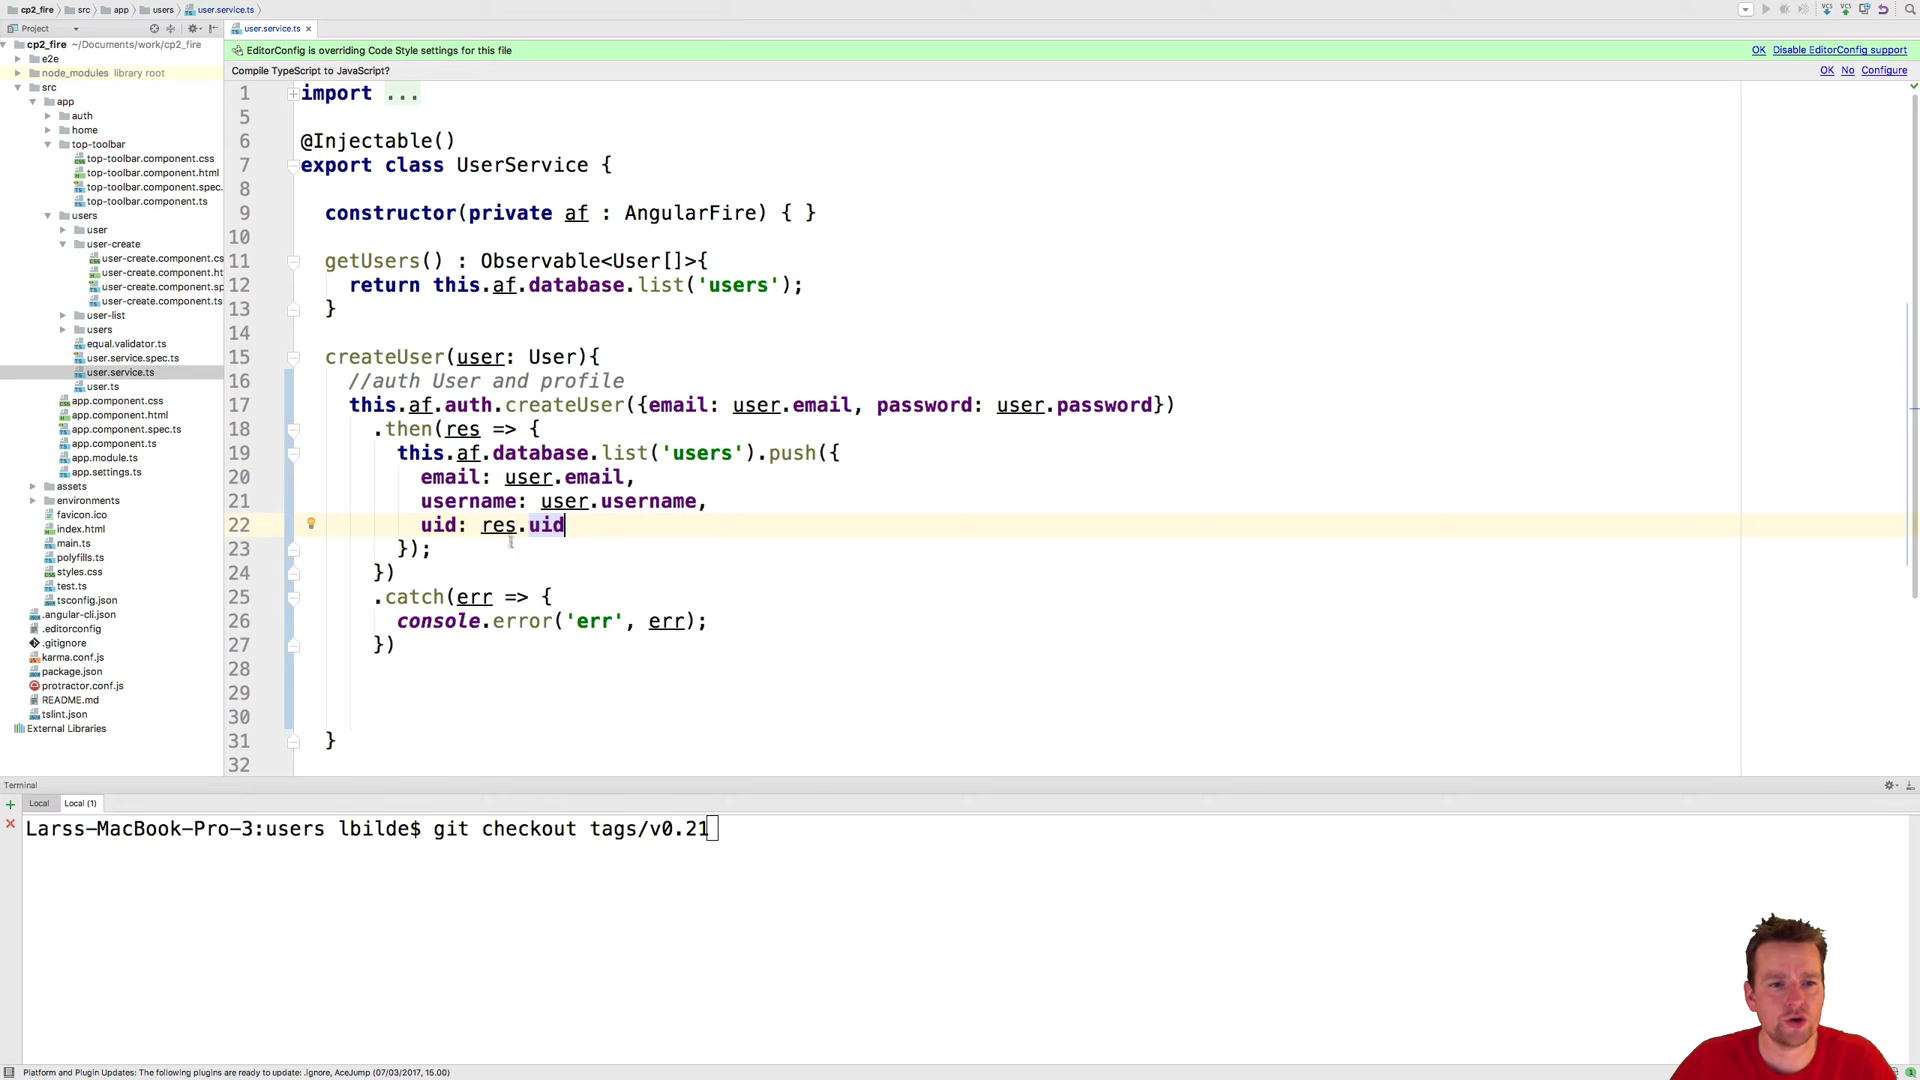 cp2_fire src app users user.service.ts
Project
user.service.ts
cp2_fire ~/Documents/work/cp2_fire
e2e
node_modules library root
src
app
auth
home
top-toolbar
top-toolbar.component.css
top-toolbar.component.html
top-toolbar.component.spec.
top-toolbar.component.ts
users
user
user-create
user-create.component.cs
user-create.component.ht
user-create.component.sp
user-create.component.ts
user-list
users
equal.validator.ts
user.service.spec.ts
user.service.ts
user.ts
app.component.css
app.component.html
app.component.spec.ts
app.component.ts
app.module.ts
app.settings.ts
assets
environments
favicon.ico
index.html
main.ts
polyfills.ts
styles.css
test.ts
tsconfig.json
.angular-cli.json
.editorconfig
.gitignore
karma.conf.js
package.json
protractor.conf.js
README.md
tslint.json
External Libraries
EditorConfig is overriding Code Style settings for this file OK Disable EditorConfig support
Compile TypeScript to JavaScript? OK No Configure
1 import ...
5
6 @Injectable()
7 export class UserService {
8
9 constructor(private af : AngularFire) { }
10
11 getUsers() : Observable<User[]>{
12 return this.af.database.list('users');
13 }
14
15 createUser(user: User){
16 //auth User and profile
17 this.af.auth.createUser({email: user.email, password: user.password})
18 .then(res => {
19 this.af.database.list('users').push({
20 email: user.email,
21 username: user.username,
22 uid: res.uid
23 });
24 })
25 .catch(err => {
26 console.error('err', err);
27 })
28
29
30
31 }
32
Terminal
Local Local (1)
Larss-MacBook-Pro-3:users lbilde$ git checkout tags/v0.21
Platform and Plugin Updates: The following plugins are ready to update: .ignore, AceJump (07/03/2017, 15.00)